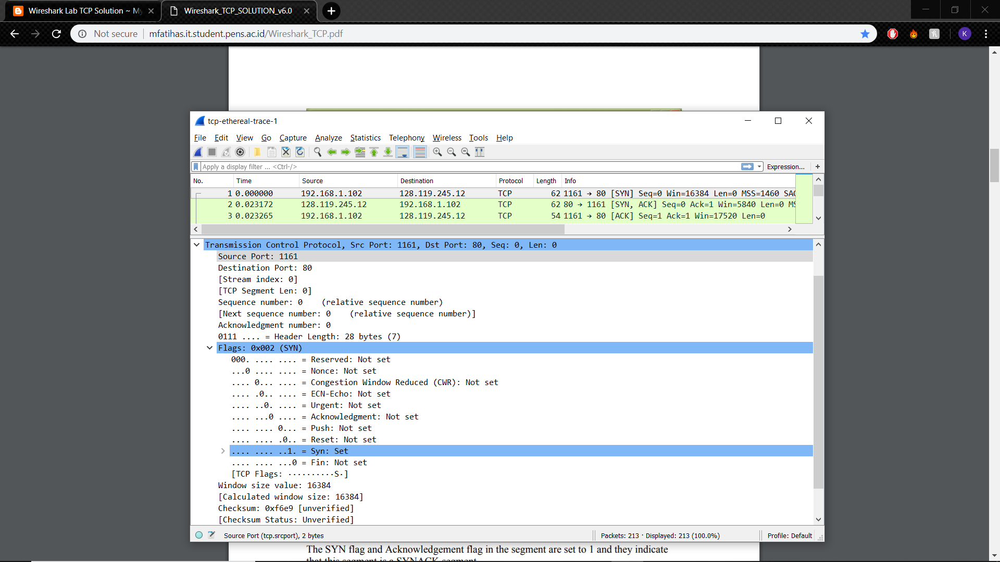 Wireshark Lab TCP Solution ~ My
Wireshark_TCP_SOLUTION_v6.0
Not secure
mfatihas.it.student.pens.ac.id/Wireshark_TCP.pdf
K
tcp-ethereal-trace-1
File Edit View Go Capture Analyze Statistics Telephony Wireless Tools Help
Apply a display filter ... <Ctrl-/>
Expression... +
No. Time Source Destination Protocol Length Info
1 0.000000 192.168.1.102 128.119.245.12 TCP 62 1161 → 80 [SYN] Seq=0 Win=16384 Len=0 MSS=1460 SAC
2 0.023172 128.119.245.12 192.168.1.102 TCP 62 80 → 1161 [SYN, ACK] Seq=0 Ack=1 Win=5840 Len=0 MS
3 0.023265 192.168.1.102 128.119.245.12 TCP 54 1161 → 80 [ACK] Seq=1 Ack=1 Win=17520 Len=0
Transmission Control Protocol, Src Port: 1161, Dst Port: 80, Seq: 0, Len: 0
Source Port: 1161
Destination Port: 80
[Stream index: 0]
[TCP Segment Len: 0]
Sequence number: 0    (relative sequence number)
[Next sequence number: 0    (relative sequence number)]
Acknowledgment number: 0
0111 .... = Header Length: 28 bytes (7)
Flags: 0x002 (SYN)
000. .... .... = Reserved: Not set
...0 .... .... = Nonce: Not set
.... 0... .... = Congestion Window Reduced (CWR): Not set
.... .0.. .... = ECN-Echo: Not set
.... ..0. .... = Urgent: Not set
.... ...0 .... = Acknowledgment: Not set
.... .... 0... = Push: Not set
.... .... .0.. = Reset: Not set
.... .... ..1. = Syn: Set
.... .... ...0 = Fin: Not set
[TCP Flags: ··········S·]
Window size value: 16384
[Calculated window size: 16384]
Checksum: 0xf6e9 [unverified]
[Checksum Status: Unverified]
Source Port (tcp.srcport), 2 bytes
Packets: 213 · Displayed: 213 (100.0%)
Profile: Default
The SYN flag and Acknowledgement flag in the segment are set to 1 and they indicate
that this segment is a SYNACK segment.